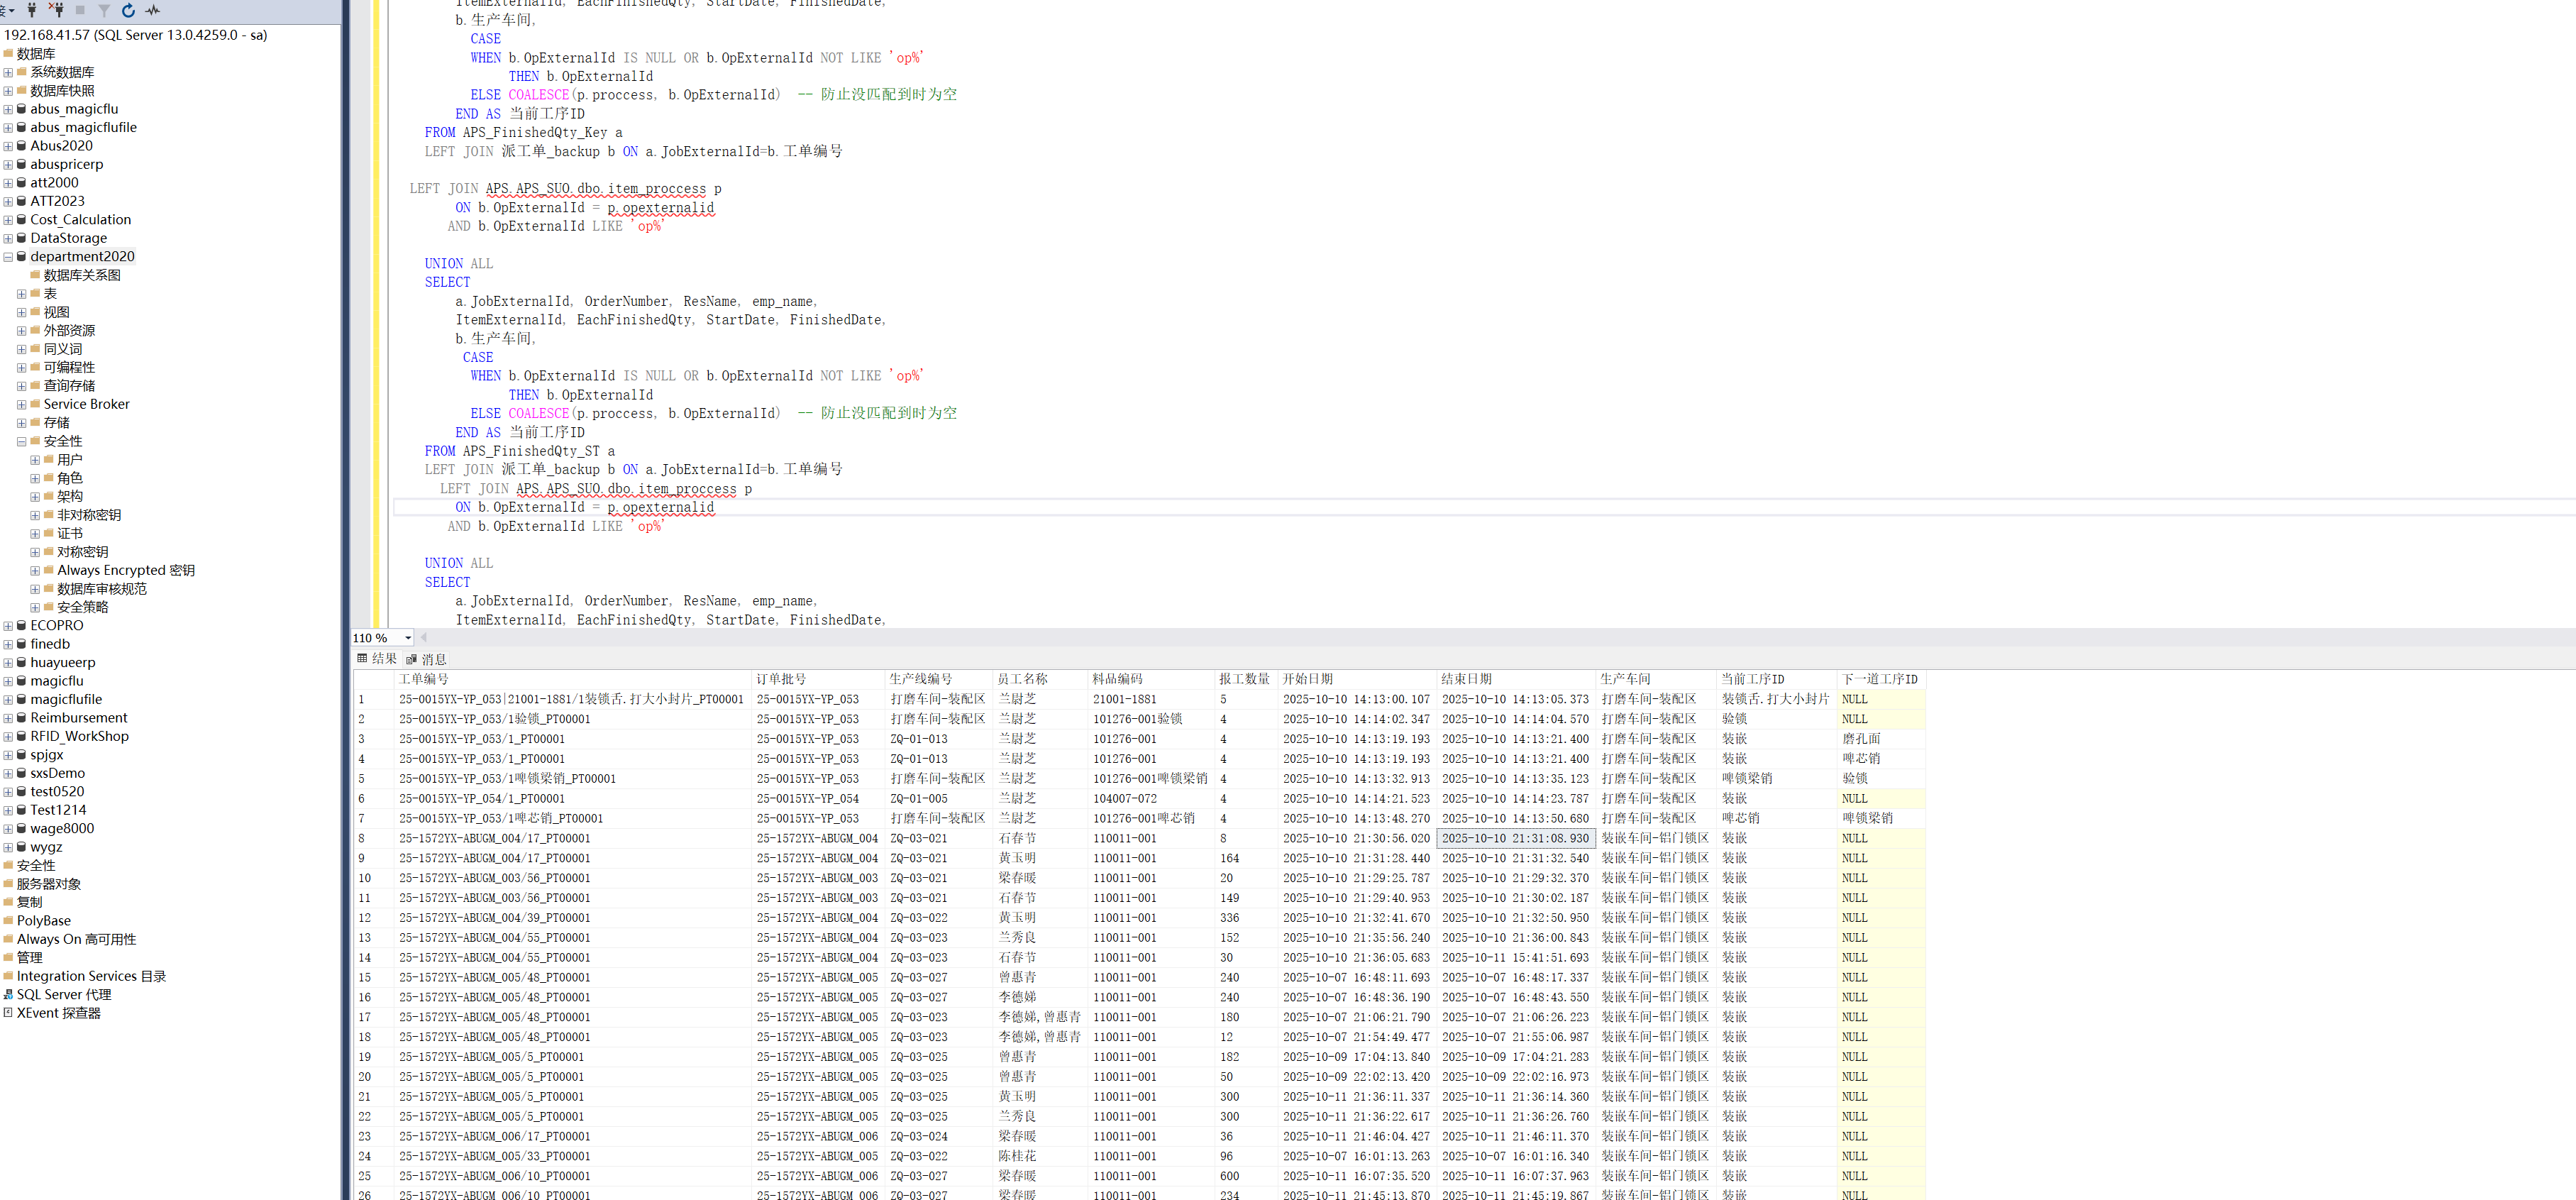 接
192.168.41.57 (SQL Server 13.0.4259.0 - sa)
数据库
系统数据库
数据库快照
abus_magicflu
abus_magicflufile
Abus2020
abuspricerp
att2000
ATT2023
Cost_Calculation
DataStorage
department2020
数据库关系图
表
视图
外部资源
同义词
可编程性
查询存储
Service Broker
存储
安全性
用户
角色
架构
非对称密钥
证书
对称密钥
Always Encrypted 密钥
数据库审核规范
安全策略
ECOPRO
finedb
huayueerp
magicflu
magicflufile
Reimbursement
RFID_WorkShop
spjgx
sxsDemo
test0520
Test1214
wage8000
wygz
安全性
服务器对象
复制
PolyBase
Always On 高可用性
管理
Integration Services 目录
SQL Server 代理
XEvent 探查器
ItemExternalId, EachFinishedQty, StartDate, FinishedDate,
b.生产车间,
CASE
WHEN b.OpExternalId IS NULL OR b.OpExternalId NOT LIKE 'op%'
THEN b.OpExternalId
ELSE COALESCE(p.proccess, b.OpExternalId) -- 防止没匹配到时为空
END AS 当前工序ID
FROM APS_FinishedQty_Key a
LEFT JOIN 派工单_backup b ON a.JobExternalId=b.工单编号
LEFT JOIN APS.APS_SUO.dbo.item_proccess p
ON b.OpExternalId = p.opexternalid
AND b.OpExternalId LIKE 'op%'
UNION ALL
SELECT
a.JobExternalId, OrderNumber, ResName, emp_name,
ItemExternalId, EachFinishedQty, StartDate, FinishedDate,
b.生产车间,
CASE
WHEN b.OpExternalId IS NULL OR b.OpExternalId NOT LIKE 'op%'
THEN b.OpExternalId
ELSE COALESCE(p.proccess, b.OpExternalId) -- 防止没匹配到时为空
END AS 当前工序ID
FROM APS_FinishedQty_ST a
LEFT JOIN 派工单_backup b ON a.JobExternalId=b.工单编号
LEFT JOIN APS.APS_SUO.dbo.item_proccess p
ON b.OpExternalId = p.opexternalid
AND b.OpExternalId LIKE 'op%'
UNION ALL
SELECT
a.JobExternalId, OrderNumber, ResName, emp_name,
ItemExternalId, EachFinishedQty, StartDate, FinishedDate,
110 %
结果 消息
工单编号 订单批号 生产线编号 员工名称 料品编码 报工数量 开始日期 结束日期 生产车间 当前工序ID 下一道工序ID
1 25-0015YX-YP_053|21001-1881/1装锁舌.打大小封片_PT00001 25-0015YX-YP_053 打磨车间-装配区 兰尉芝 21001-1881 5 2025-10-10 14:13:00.107 2025-10-10 14:13:05.373 打磨车间-装配区 装锁舌.打大小封片 NULL
2 25-0015YX-YP_053/1验锁_PT00001 25-0015YX-YP_053 打磨车间-装配区 兰尉芝 101276-001验锁 4 2025-10-10 14:14:02.347 2025-10-10 14:14:04.570 打磨车间-装配区 验锁 NULL
3 25-0015YX-YP_053/1_PT00001 25-0015YX-YP_053 ZQ-01-013 兰尉芝 101276-001 4 2025-10-10 14:13:19.193 2025-10-10 14:13:21.400 打磨车间-装配区 装嵌 磨孔面
4 25-0015YX-YP_053/1_PT00001 25-0015YX-YP_053 ZQ-01-013 兰尉芝 101276-001 4 2025-10-10 14:13:19.193 2025-10-10 14:13:21.400 打磨车间-装配区 装嵌 啤芯销
5 25-0015YX-YP_053/1啤锁梁销_PT00001 25-0015YX-YP_053 打磨车间-装配区 兰尉芝 101276-001啤锁梁销 4 2025-10-10 14:13:32.913 2025-10-10 14:13:35.123 打磨车间-装配区 啤锁梁销 验锁
6 25-0015YX-YP_054/1_PT00001 25-0015YX-YP_054 ZQ-01-005 兰尉芝 104007-072 4 2025-10-10 14:14:21.523 2025-10-10 14:14:23.787 打磨车间-装配区 装嵌 NULL
7 25-0015YX-YP_053/1啤芯销_PT00001 25-0015YX-YP_053 打磨车间-装配区 兰尉芝 101276-001啤芯销 4 2025-10-10 14:13:48.270 2025-10-10 14:13:50.680 打磨车间-装配区 啤芯销 啤锁梁销
8 25-1572YX-ABUGM_004/17_PT00001 25-1572YX-ABUGM_004 ZQ-03-021 石春节 110011-001 8 2025-10-10 21:30:56.020 2025-10-10 21:31:08.930 装嵌车间-铝门锁区 装嵌 NULL
9 25-1572YX-ABUGM_004/17_PT00001 25-1572YX-ABUGM_004 ZQ-03-021 黄玉明 110011-001 164 2025-10-10 21:31:28.440 2025-10-10 21:31:32.540 装嵌车间-铝门锁区 装嵌 NULL
10 25-1572YX-ABUGM_003/56_PT00001 25-1572YX-ABUGM_003 ZQ-03-021 梁春暖 110011-001 20 2025-10-10 21:29:25.787 2025-10-10 21:29:32.370 装嵌车间-铝门锁区 装嵌 NULL
11 25-1572YX-ABUGM_003/56_PT00001 25-1572YX-ABUGM_003 ZQ-03-021 石春节 110011-001 149 2025-10-10 21:29:40.953 2025-10-10 21:30:02.187 装嵌车间-铝门锁区 装嵌 NULL
12 25-1572YX-ABUGM_004/39_PT00001 25-1572YX-ABUGM_004 ZQ-03-022 黄玉明 110011-001 336 2025-10-10 21:32:41.670 2025-10-10 21:32:50.950 装嵌车间-铝门锁区 装嵌 NULL
13 25-1572YX-ABUGM_004/55_PT00001 25-1572YX-ABUGM_004 ZQ-03-023 兰秀良 110011-001 152 2025-10-10 21:35:56.240 2025-10-10 21:36:00.843 装嵌车间-铝门锁区 装嵌 NULL
14 25-1572YX-ABUGM_004/55_PT00001 25-1572YX-ABUGM_004 ZQ-03-023 石春节 110011-001 30 2025-10-10 21:36:05.683 2025-10-11 15:41:51.693 装嵌车间-铝门锁区 装嵌 NULL
15 25-1572YX-ABUGM_005/48_PT00001 25-1572YX-ABUGM_005 ZQ-03-027 曾惠青 110011-001 240 2025-10-07 16:48:11.693 2025-10-07 16:48:17.337 装嵌车间-铝门锁区 装嵌 NULL
16 25-1572YX-ABUGM_005/48_PT00001 25-1572YX-ABUGM_005 ZQ-03-027 李德娣 110011-001 240 2025-10-07 16:48:36.190 2025-10-07 16:48:43.550 装嵌车间-铝门锁区 装嵌 NULL
17 25-1572YX-ABUGM_005/48_PT00001 25-1572YX-ABUGM_005 ZQ-03-023 李德娣,曾惠青 110011-001 180 2025-10-07 21:06:21.790 2025-10-07 21:06:26.223 装嵌车间-铝门锁区 装嵌 NULL
18 25-1572YX-ABUGM_005/48_PT00001 25-1572YX-ABUGM_005 ZQ-03-023 李德娣,曾惠青 110011-001 12 2025-10-07 21:54:49.477 2025-10-07 21:55:06.987 装嵌车间-铝门锁区 装嵌 NULL
19 25-1572YX-ABUGM_005/5_PT00001 25-1572YX-ABUGM_005 ZQ-03-025 曾惠青 110011-001 182 2025-10-09 17:04:13.840 2025-10-09 17:04:21.283 装嵌车间-铝门锁区 装嵌 NULL
20 25-1572YX-ABUGM_005/5_PT00001 25-1572YX-ABUGM_005 ZQ-03-025 曾惠青 110011-001 50 2025-10-09 22:02:13.420 2025-10-09 22:02:16.973 装嵌车间-铝门锁区 装嵌 NULL
21 25-1572YX-ABUGM_005/5_PT00001 25-1572YX-ABUGM_005 ZQ-03-025 黄玉明 110011-001 300 2025-10-11 21:36:11.337 2025-10-11 21:36:14.360 装嵌车间-铝门锁区 装嵌 NULL
22 25-1572YX-ABUGM_005/5_PT00001 25-1572YX-ABUGM_005 ZQ-03-025 兰秀良 110011-001 300 2025-10-11 21:36:22.617 2025-10-11 21:36:26.760 装嵌车间-铝门锁区 装嵌 NULL
23 25-1572YX-ABUGM_006/17_PT00001 25-1572YX-ABUGM_006 ZQ-03-024 梁春暖 110011-001 36 2025-10-11 21:46:04.427 2025-10-11 21:46:11.370 装嵌车间-铝门锁区 装嵌 NULL
24 25-1572YX-ABUGM_005/33_PT00001 25-1572YX-ABUGM_005 ZQ-03-022 陈桂花 110011-001 96 2025-10-07 16:01:13.263 2025-10-07 16:01:16.340 装嵌车间-铝门锁区 装嵌 NULL
25 25-1572YX-ABUGM_006/10_PT00001 25-1572YX-ABUGM_006 ZQ-03-027 梁春暖 110011-001 600 2025-10-11 16:07:35.520 2025-10-11 16:07:37.963 装嵌车间-铝门锁区 装嵌 NULL
26 25-1572YX-ABUGM_006/10_PT00001 25-1572YX-ABUGM_006 ZQ-03-027 梁春暖 110011-001 234 2025-10-11 21:45:13.870 2025-10-11 21:45:19.867 装嵌车间-铝门锁区 装嵌 NULL